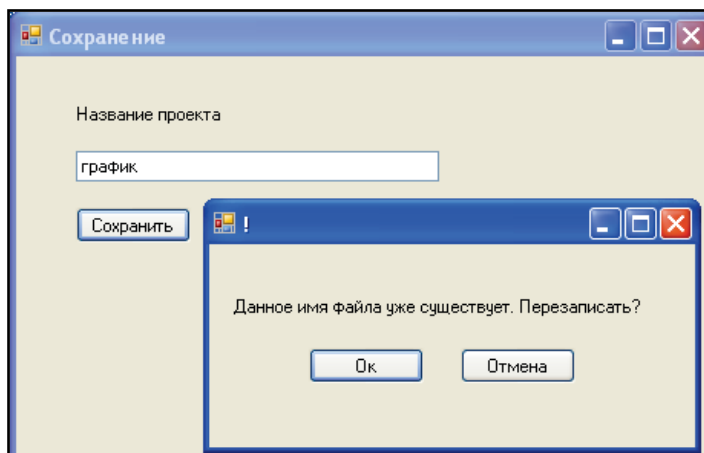 Сохранение
Название проекта
график
Сохранить
!
Данное имя файла уже существует. Перезаписать?
Ок
Отмена